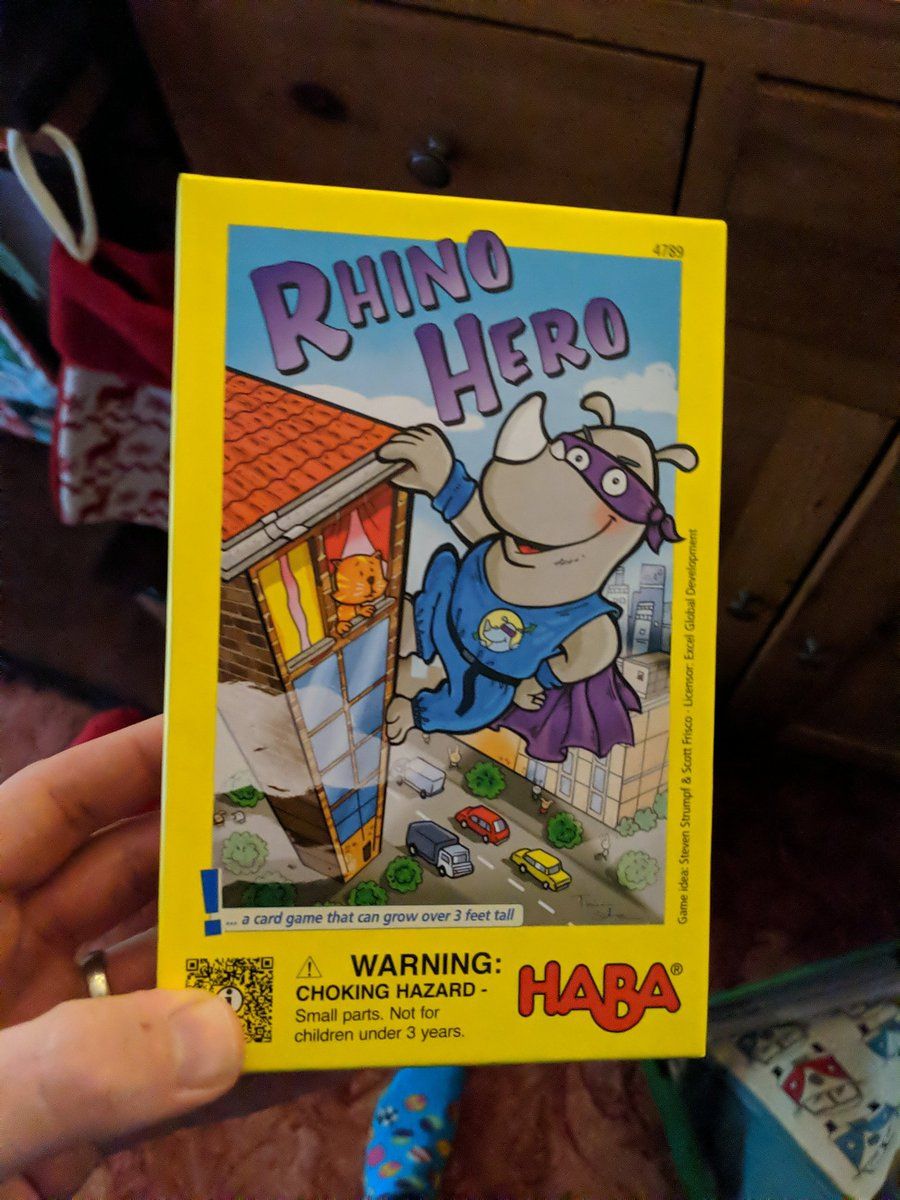 4789
RHINO
HERO
Game idea: Steven Strumpf & Scott Frisco · Licensor: Excel Global Development
! ... a card game that can grow over 3 feet tall
WARNING:
CHOKING HAZARD -
Small parts. Not for
children under 3 years.
HABA®